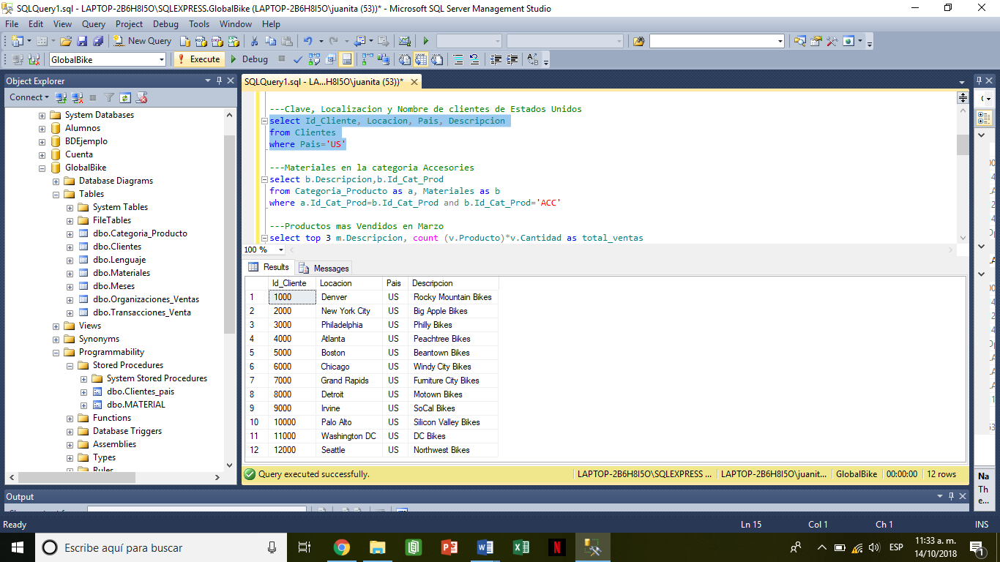 SQLQuery1.sql - LAPTOP-2B6H8I5O\SQLEXPRESS.GlobalBike (LAPTOP-2B6H8I5O\juanita (53))* - Microsoft SQL Server Management Studio
File Edit View Query Project Debug Tools Window Help
New Query
GlobalBike Execute Debug
Object Explorer
Connect
System Databases
Alumnos
BDEjemplo
Cuenta
GlobalBike
Database Diagrams
Tables
System Tables
FileTables
dbo.Categoria_Producto
dbo.Clientes
dbo.Lenguaje
dbo.Materiales
dbo.Meses
dbo.Organizaciones_Ventas
dbo.Transacciones_Venta
Views
Synonyms
Programmability
Stored Procedures
System Stored Procedures
dbo.Clientes_pais
dbo.MATERIAL
Functions
Database Triggers
Assemblies
Types
Rules
SQLQuery1.sql - LA...H8I5O\juanita (53))*
---Clave, Localizacion y Nombre de clientes de Estados Unidos
select Id_Cliente, Locacion, Pais, Descripcion
from Clientes
where Pais='US'
---Materiales en la categoria Accesories
select b.Descripcion,b.Id_Cat_Prod
from Categoria_Producto as a, Materiales as b
where a.Id_Cat_Prod=b.Id_Cat_Prod and b.Id_Cat_Prod='ACC'
---Productos mas Vendidos en Marzo
select top 3 m.Descripcion, count (v.Producto)*v.Cantidad as total_ventas
100 %
Results Messages
Id_Cliente Locacion Pais Descripcion
1 1000 Denver US Rocky Mountain Bikes
2 2000 New York City US Big Apple Bikes
3 3000 Philadelphia US Philly Bikes
4 4000 Atlanta US Peachtree Bikes
5 5000 Boston US Beantown Bikes
6 6000 Chicago US Windy City Bikes
7 7000 Grand Rapids US Furniture City Bikes
8 8000 Detroit US Motown Bikes
9 9000 Irvine US SoCal Bikes
10 10000 Palo Alto US Silicon Valley Bikes
11 11000 Washington DC US DC Bikes
12 12000 Seattle US Northwest Bikes
Query executed successfully. LAPTOP-2B6H8I5O\SQLEXPRESS ... LAPTOP-2B6H8I5O\juanit... GlobalBike 00:00:00 12 rows
Na
Th
e...
Output
Ready Ln 15 Col 1 Ch 1 INS
Escribe aquí para buscar
ESP
11:33 a. m.
14/10/2018
1